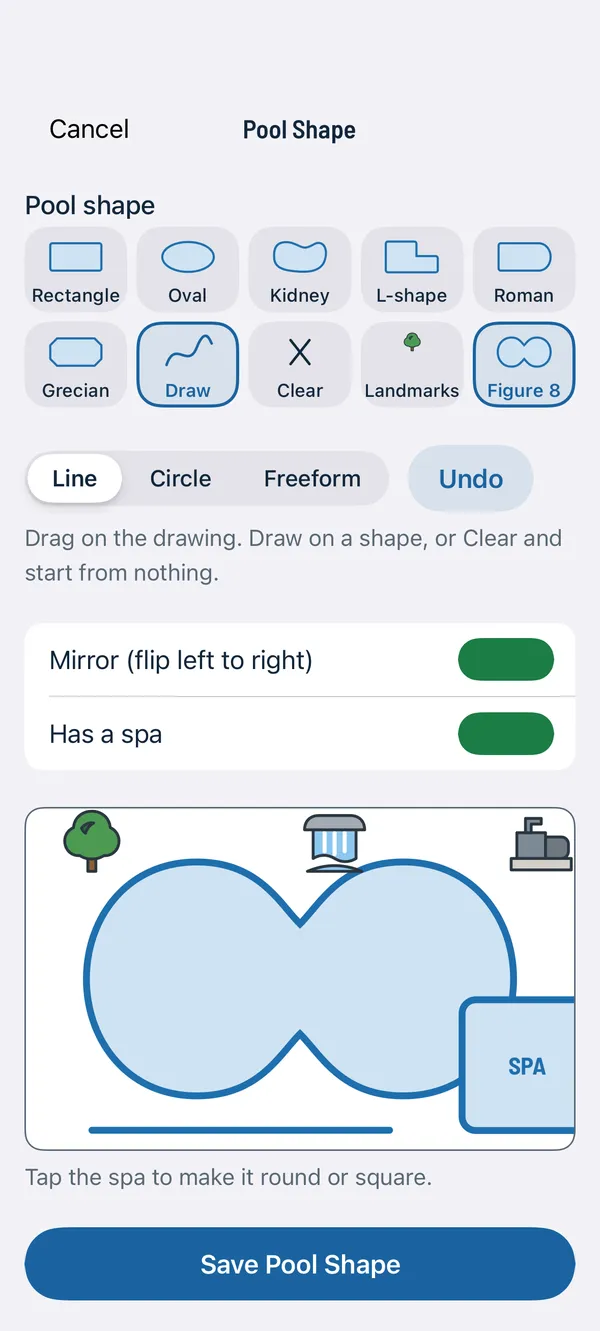 Cancel
Pool Shape
Pool shape
Rectangle
Oval
Kidney
L-shape
Roman
Grecian
Draw
Clear
Landmarks
Figure 8
Line
Circle
Freeform
Undo
Drag on the drawing. Draw on a shape, or Clear and
start from nothing.
Mirror (flip left to right)
Has a spa
SPA
Tap the spa to make it round or square.
Save Pool Shape